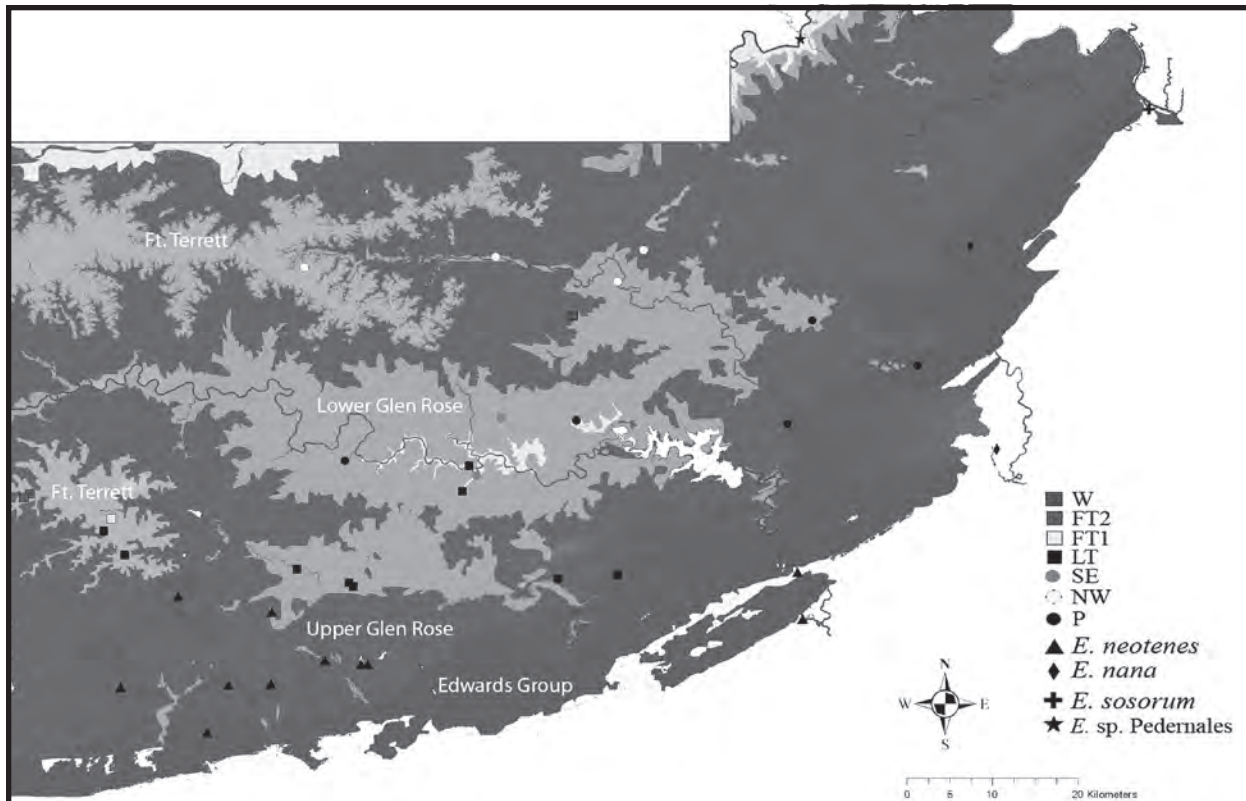 Ft. Terrett
Lower Glen Rose
Ft. Terrett
Upper Glen Rose
Edwards Group
W
FT2
FT1
LT
SE
NW
P
E. neotenes
E. nana
E. sosorum
E. sp. Pedernales
N
W E
S
0 5 10 20 Kilometers